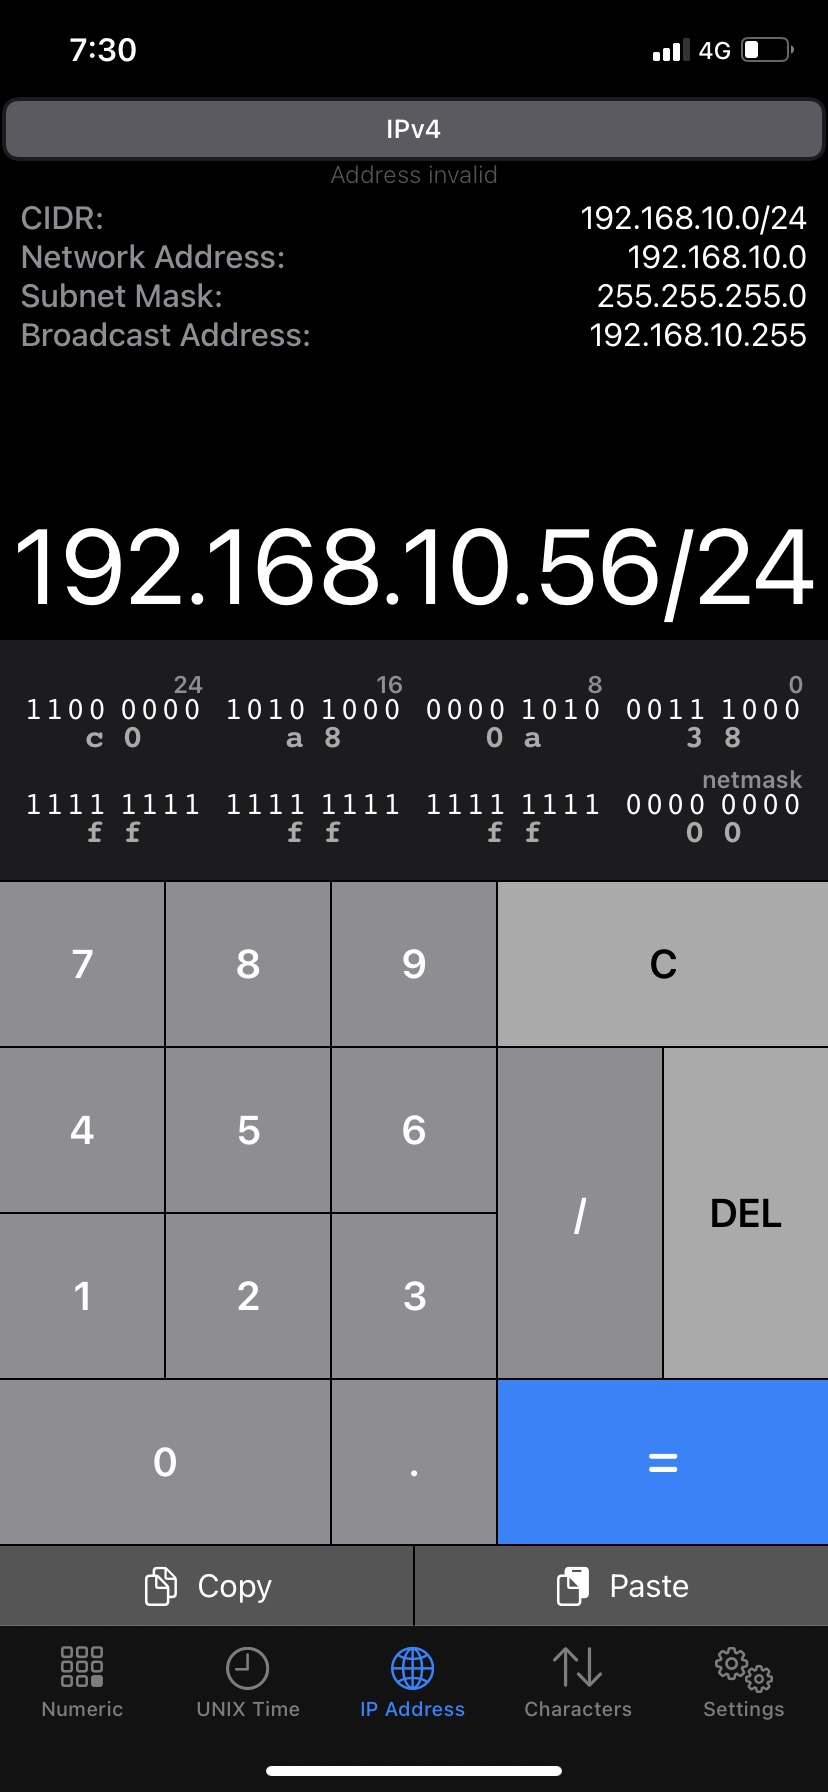 7:30 4G
IPv4
Address invalid
CIDR: 192.168.10.0/24
Network Address: 192.168.10.0
Subnet Mask: 255.255.255.0
Broadcast Address: 192.168.10.255
192.168.10.56/24
24 16 8 0
1100 0000 1010 1000 0000 1010 0011 1000
c 0 a 8 0 a 3 8
netmask
1111 1111 1111 1111 1111 1111 0000 0000
f f f f f f 0 0
7 8 9 C
4 5 6
/ DEL
1 2 3
0 . =
Copy Paste
Numeric UNIX Time IP Address Characters Settings